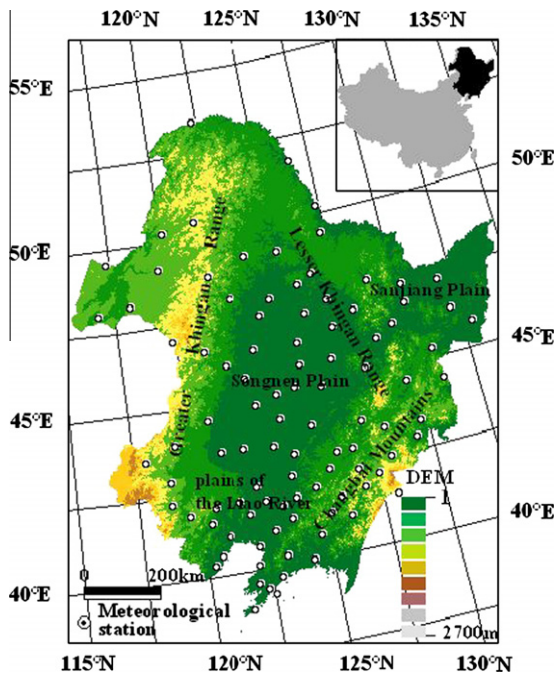 120°E 125°E 130°E 135°E
55°E
50°E
50°E
45°E
45°E
40°E
40°E
Greater Khingan Range
Lesser Khingan Range
Sanjiang Plain
Songnen Plain
Changbai Mountains
plains of
the Liao River
DEM
1
2700m
0 200km
Meteorological
station
115°E 120°E 125°E 130°E